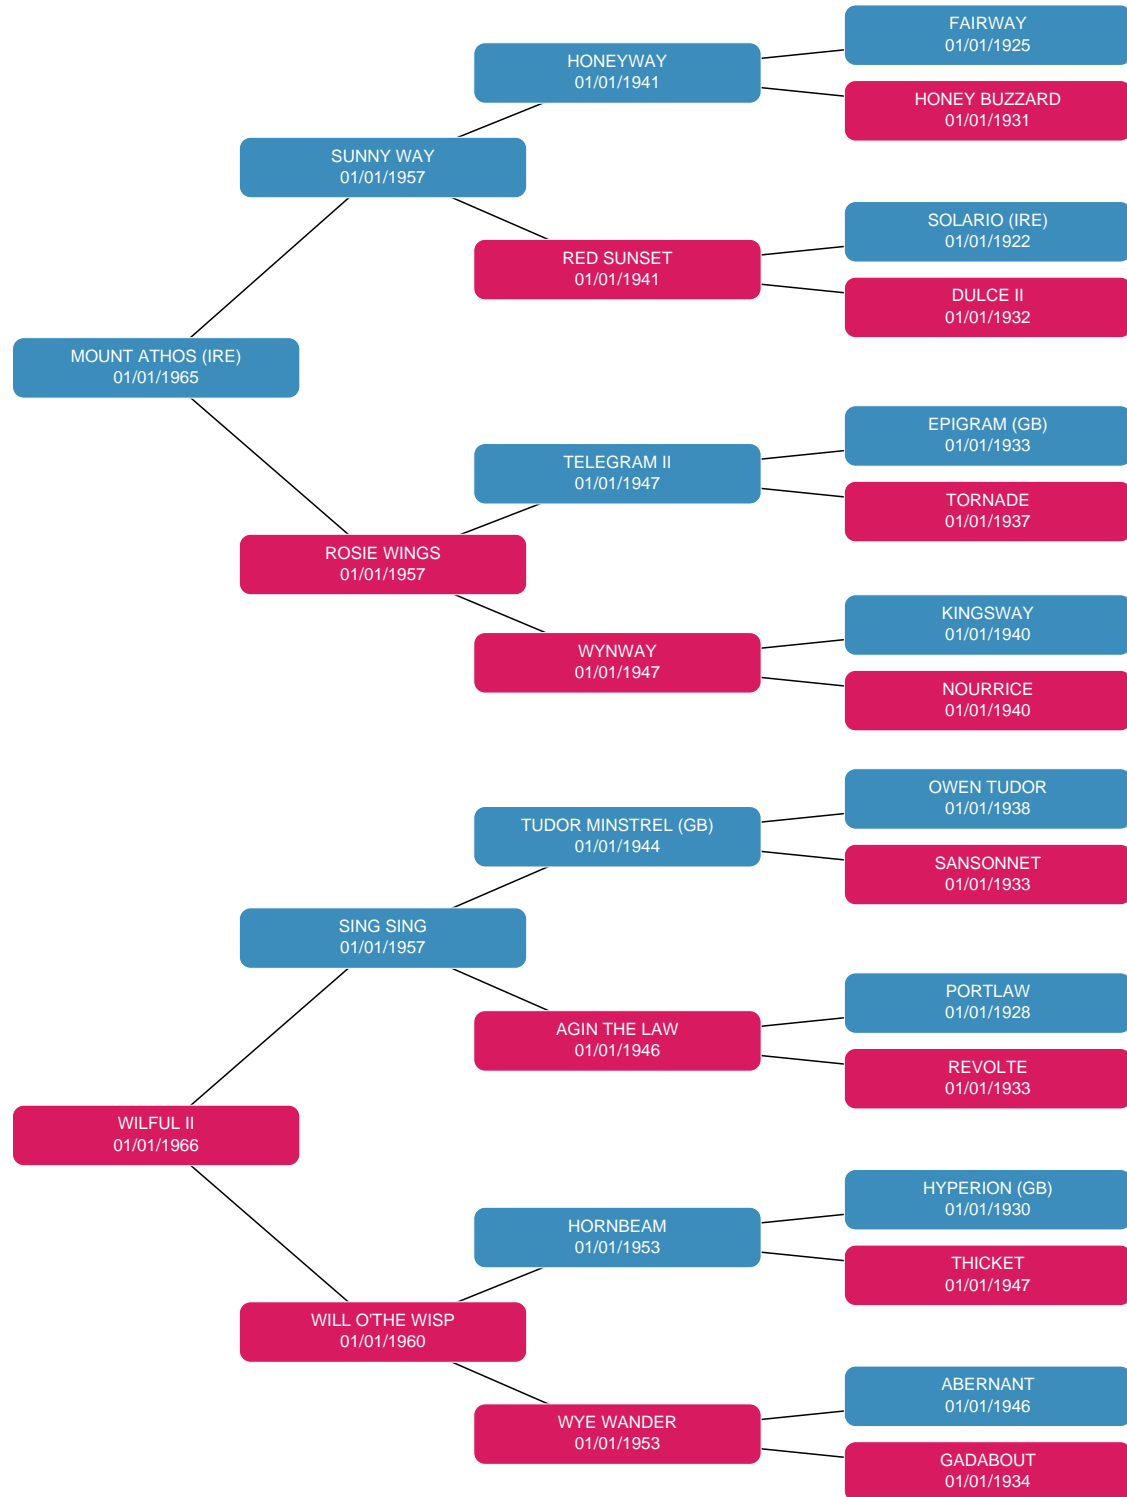 FAIRWAY
01/01/1925
HONEYWAY
01/01/1941
HONEY BUZZARD
01/01/1931
SUNNY WAY
01/01/1957
SOLARIO (IRE)
01/01/1922
RED SUNSET
01/01/1941
DULCE II
01/01/1932
MOUNT ATHOS (IRE)
01/01/1965
EPIGRAM (GB)
01/01/1933
TELEGRAM II
01/01/1947
TORNADE
01/01/1937
ROSIE WINGS
01/01/1957
KINGSWAY
01/01/1940
WYNWAY
01/01/1947
NOURRICE
01/01/1940
OWEN TUDOR
01/01/1938
TUDOR MINSTREL (GB)
01/01/1944
SANSONNET
01/01/1933
SING SING
01/01/1957
PORTLAW
01/01/1928
AGIN THE LAW
01/01/1946
REVOLTE
01/01/1933
WILFUL II
01/01/1966
HYPERION (GB)
01/01/1930
HORNBEAM
01/01/1953
THICKET
01/01/1947
WILL O'THE WISP
01/01/1960
ABERNANT
01/01/1946
WYE WANDER
01/01/1953
GADABOUT
01/01/1934